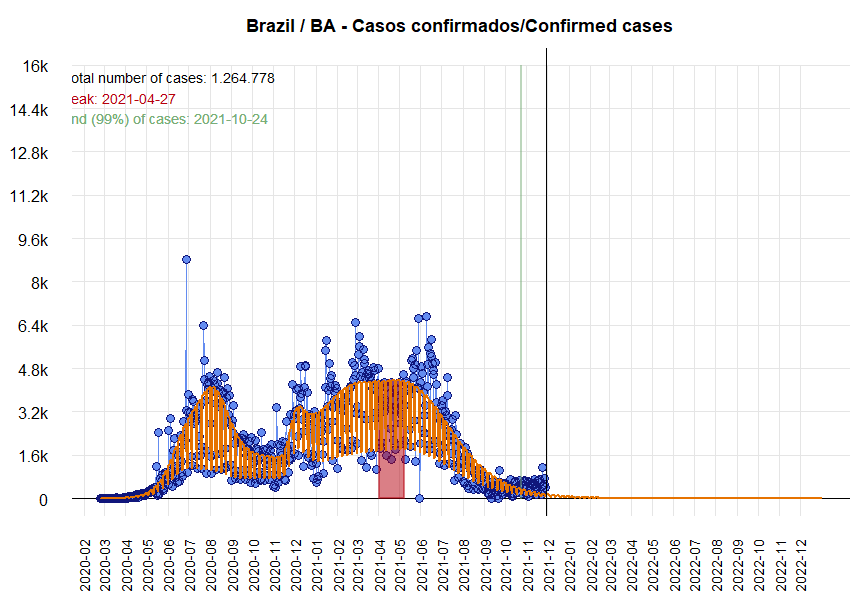 Brazil / BA - Casos confirmados/Confirmed cases
16k
otal number of cases: 1.264.778
eak: 2021-04-27
14.4k
nd (99%) of cases: 2021-10-24
12.8k
11.2k
9.6k
8k
6.4k
4.8k
3.2k
1.6k
0
2020-02
2020-03
2020-04
2020-05
2020-06
2020-07
2020-08
2020-09
2020-10
2020-11
2020-12
2021-01
2021-02
2021-03
2021-04
2021-05
2021-06
2021-07
2021-08
2021-09
2021-10
2021-11
2021-12
2022-01
2022-02
2022-03
2022-04
2022-05
2022-06
2022-07
2022-08
2022-09
2022-10
2022-11
2022-12